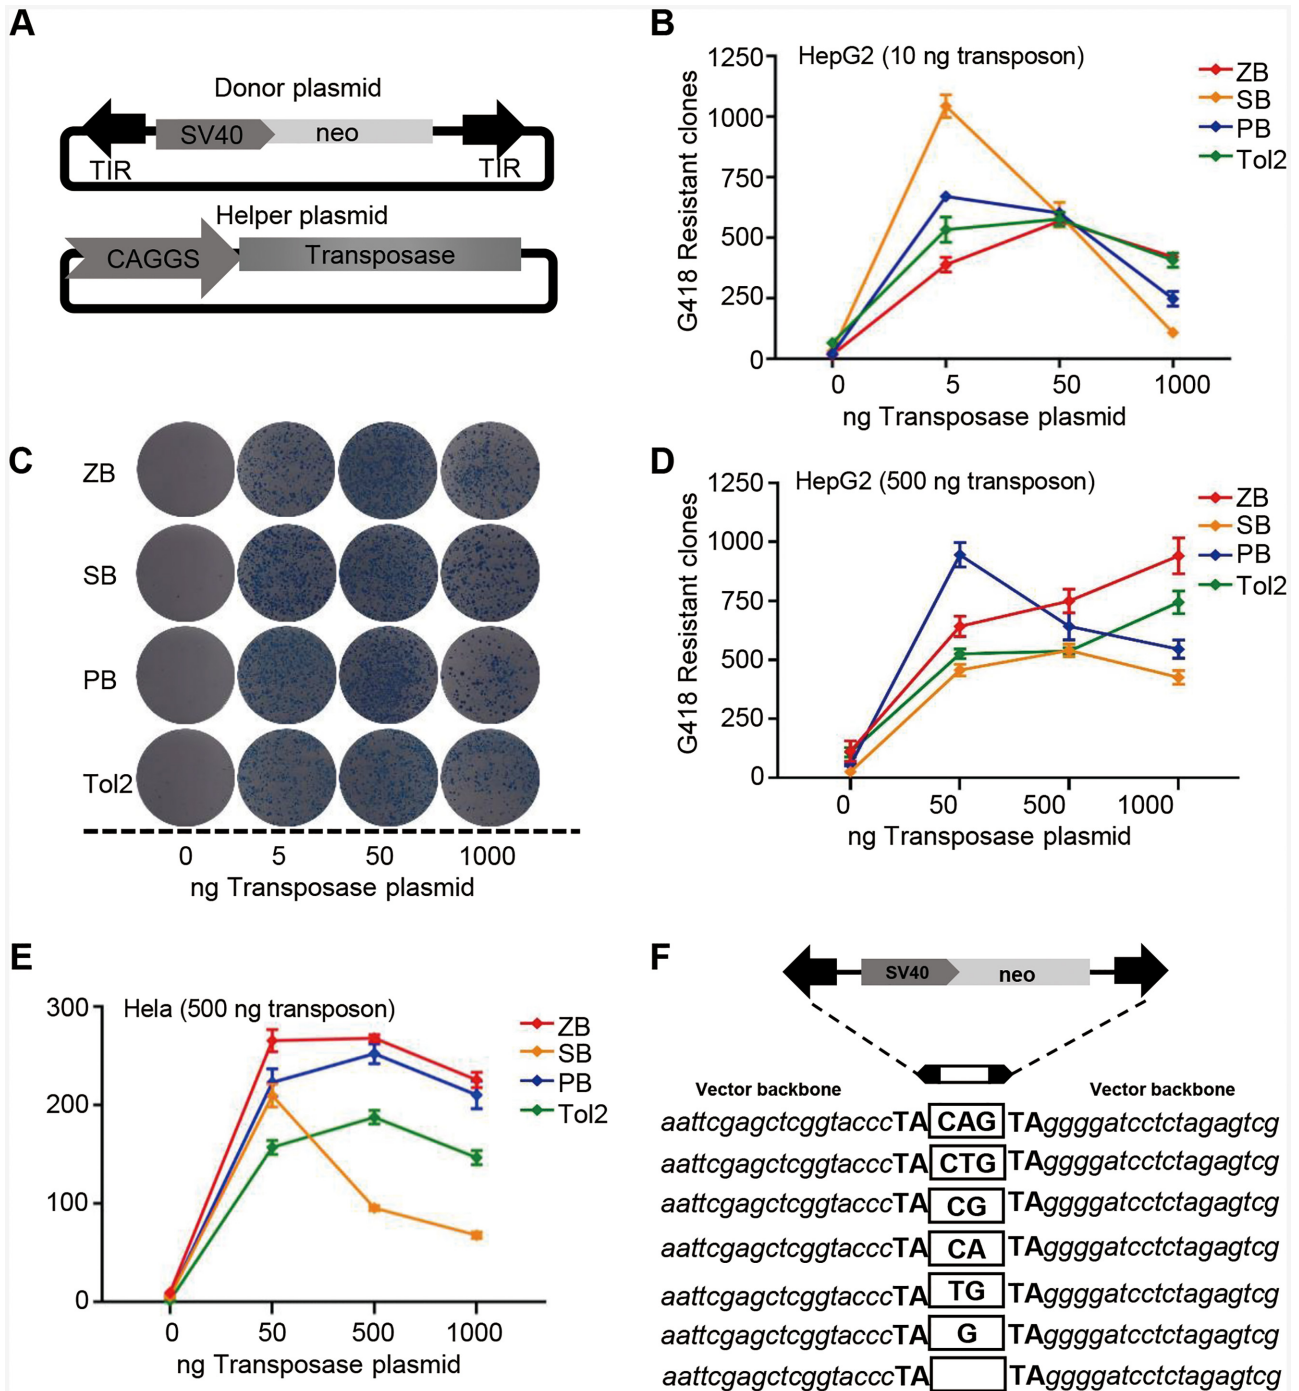 A
Donor plasmid
SV40 neo
TIR TIR
Helper plasmid
CAGGS Transposase
B
HepG2 (10 ng transposon)
G418 Resistant clones
1250
1000
750
500
250
0
ZB
SB
PB
Tol2
0 5 50 1000
ng Transposase plasmid
C
ZB
SB
PB
Tol2
0 5 50 1000
ng Transposase plasmid
D
HepG2 (500 ng transposon)
G418 Resistant clones
1250
1000
750
500
250
0
ZB
SB
PB
Tol2
0 50 500 1000
ng Transposase plasmid
E
Hela (500 ng transposon)
300
200
100
0
ZB
SB
PB
Tol2
0 50 500 1000
ng Transposase plasmid
F
SV40 neo
Vector backbone Vector backbone
aattcgagctcggtacccTA CAG TAggggatcctctagagtcg
aattcgagctcggtacccTA CTG TAggggatcctctagagtcg
aattcgagctcggtacccTA CG TAggggatcctctagagtcg
aattcgagctcggtacccTA CA TAggggatcctctagagtcg
aattcgagctcggtacccTA TG TAggggatcctctagagtcg
aattcgagctcggtacccTA G TAggggatcctctagagtcg
aattcgagctcggtacccTA TAggggatcctctagagtcg